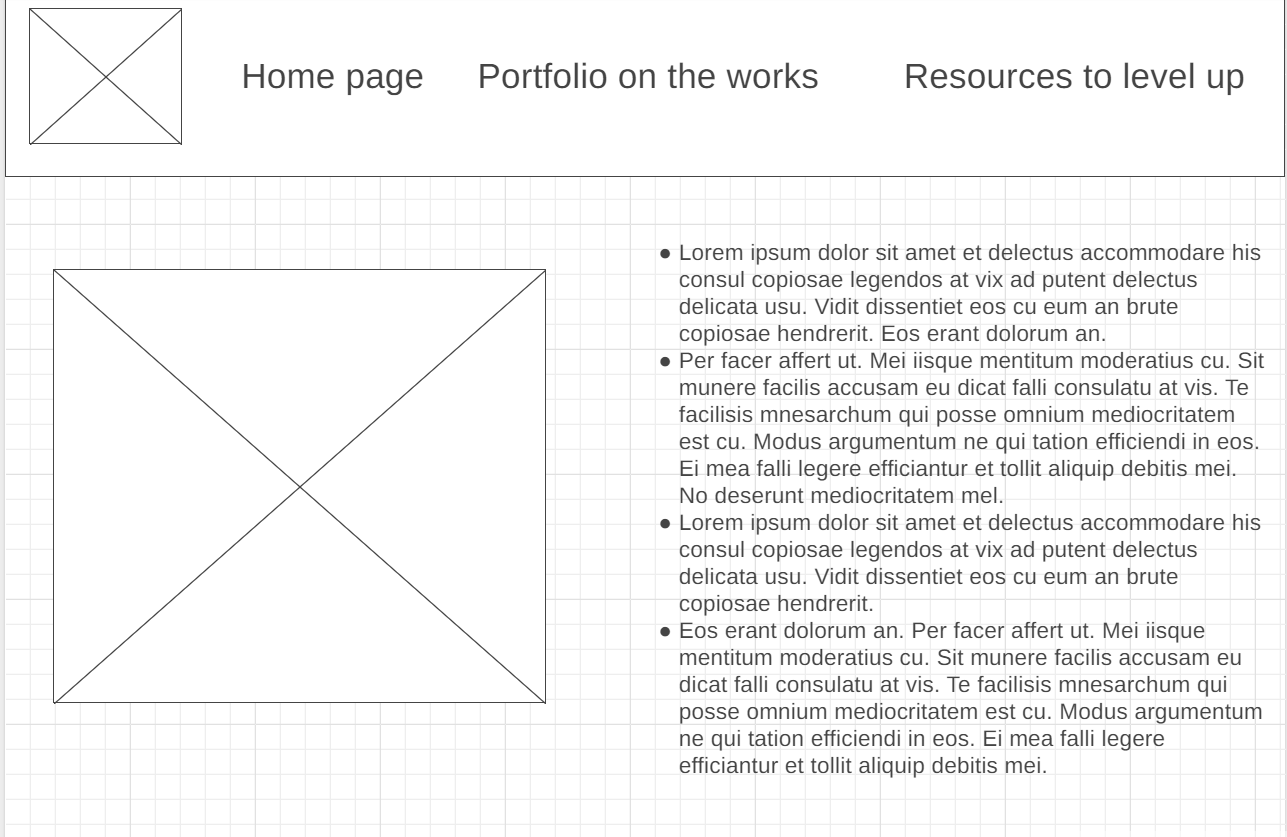 Home page Portfolio on the works Resources to level up
● Lorem ipsum dolor sit amet et delectus accommodare his
consul copiosae legendos at vix ad putent delectus
delicata usu. Vidit dissentiet eos cu eum an brute
copiosae hendrerit. Eos erant dolorum an.
● Per facer affert ut. Mei iisque mentitum moderatius cu. Sit
munere facilis accusam eu dicat falli consulatu at vis. Te
facilisis mnesarchum qui posse omnium mediocritatem
est cu. Modus argumentum ne qui tation efficiendi in eos.
Ei mea falli legere efficiantur et tollit aliquip debitis mei.
No deserunt mediocritatem mel.
● Lorem ipsum dolor sit amet et delectus accommodare his
consul copiosae legendos at vix ad putent delectus
delicata usu. Vidit dissentiet eos cu eum an brute
copiosae hendrerit.
● Eos erant dolorum an. Per facer affert ut. Mei iisque
mentitum moderatius cu. Sit munere facilis accusam eu
dicat falli consulatu at vis. Te facilisis mnesarchum qui
posse omnium mediocritatem est cu. Modus argumentum
ne qui tation efficiendi in eos. Ei mea falli legere
efficiantur et tollit aliquip debitis mei.